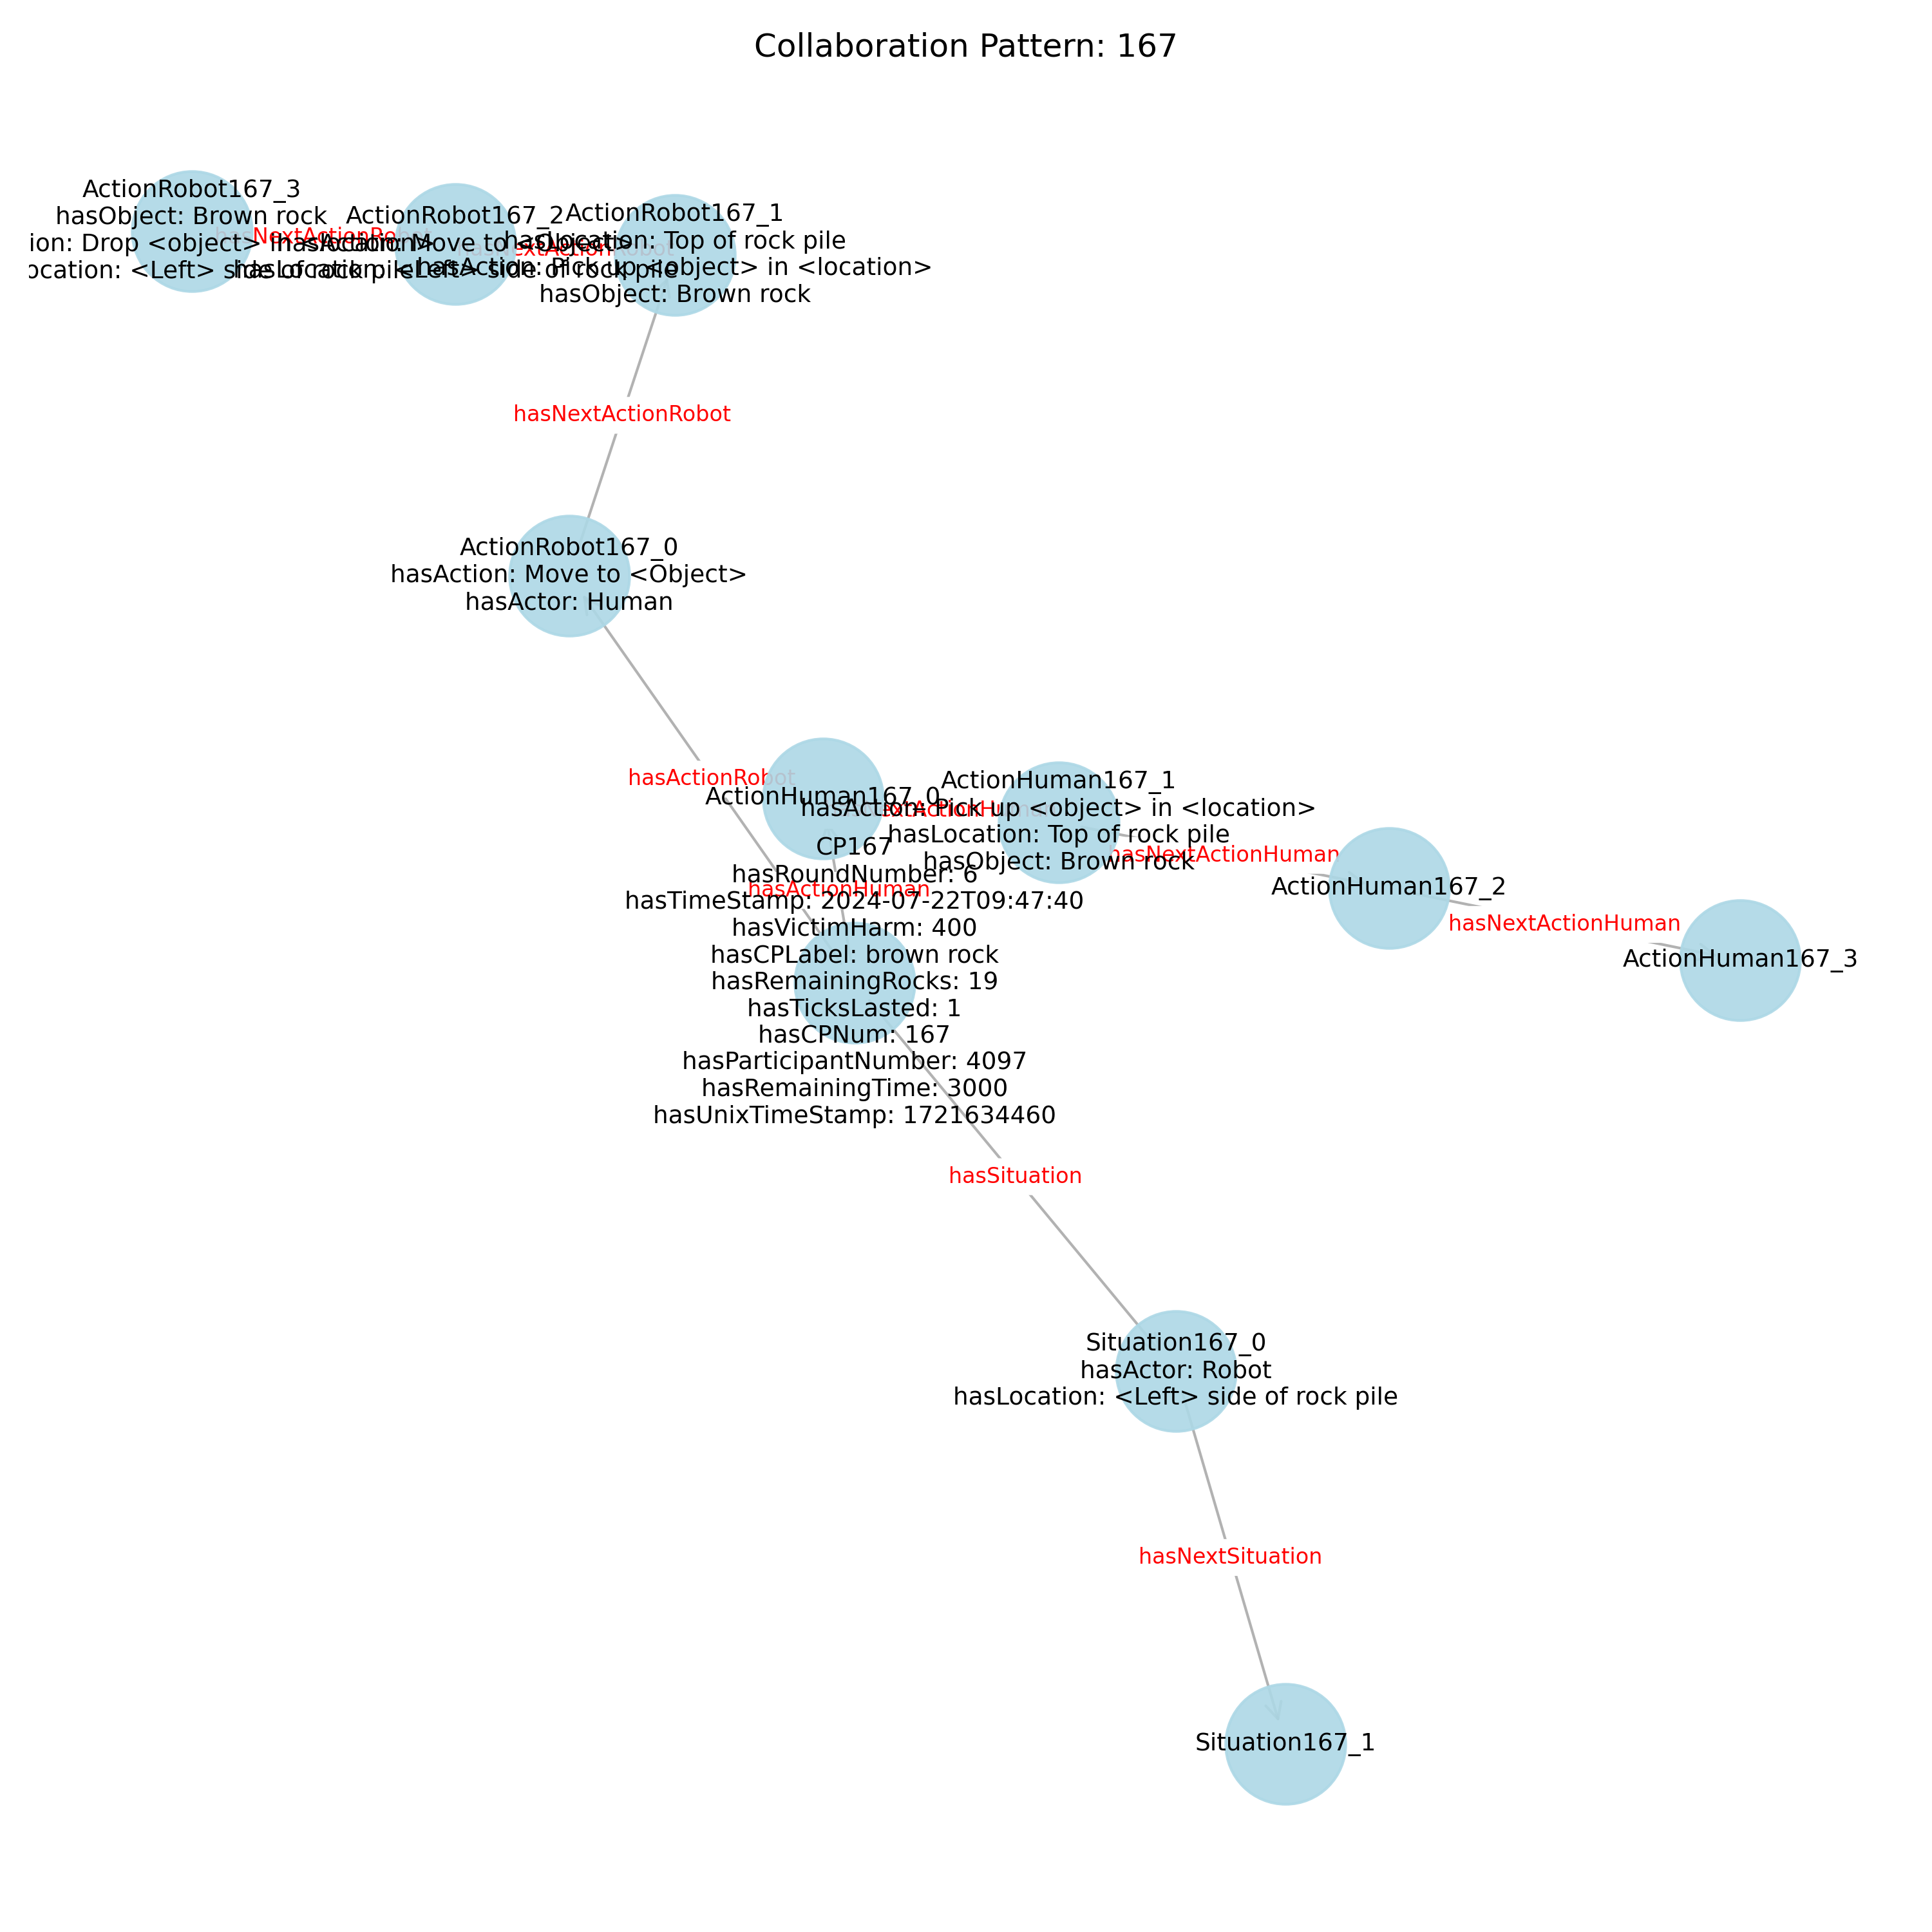 Collaboration Pattern: 167
ActionRobot167_3
hasObject: Brown rock
ion: Drop <object> in <location>
ocation: <Left> side of rock pile
hasNextActionRobot
ActionRobot167_2
hasAction: Move to <Object>
hasLocation: <Left> side of rock pile
hasNextActionRobot
ActionRobot167_1
hasLocation: Top of rock pile
hasAction: Pick up <object> in <location>
hasObject: Brown rock
hasNextActionRobot
ActionRobot167_0
hasAction: Move to <Object>
hasActor: Human
hasActionRobot
ActionHuman167_0
hasNextActionHuman
ActionHuman167_1
hasAction: Pick up <object> in <location>
hasLocation: Top of rock pile
hasObject: Brown rock
hasNextActionHuman
ActionHuman167_2
hasNextActionHuman
ActionHuman167_3
hasActionHuman
CP167
hasRoundNumber: 6
hasTimeStamp: 2024-07-22T09:47:40
hasVictimHarm: 400
hasCPLabel: brown rock
hasRemainingRocks: 19
hasTicksLasted: 1
hasCPNum: 167
hasParticipantNumber: 4097
hasRemainingTime: 3000
hasUnixTimeStamp: 1721634460
hasSituation
Situation167_0
hasActor: Robot
hasLocation: <Left> side of rock pile
hasNextSituation
Situation167_1